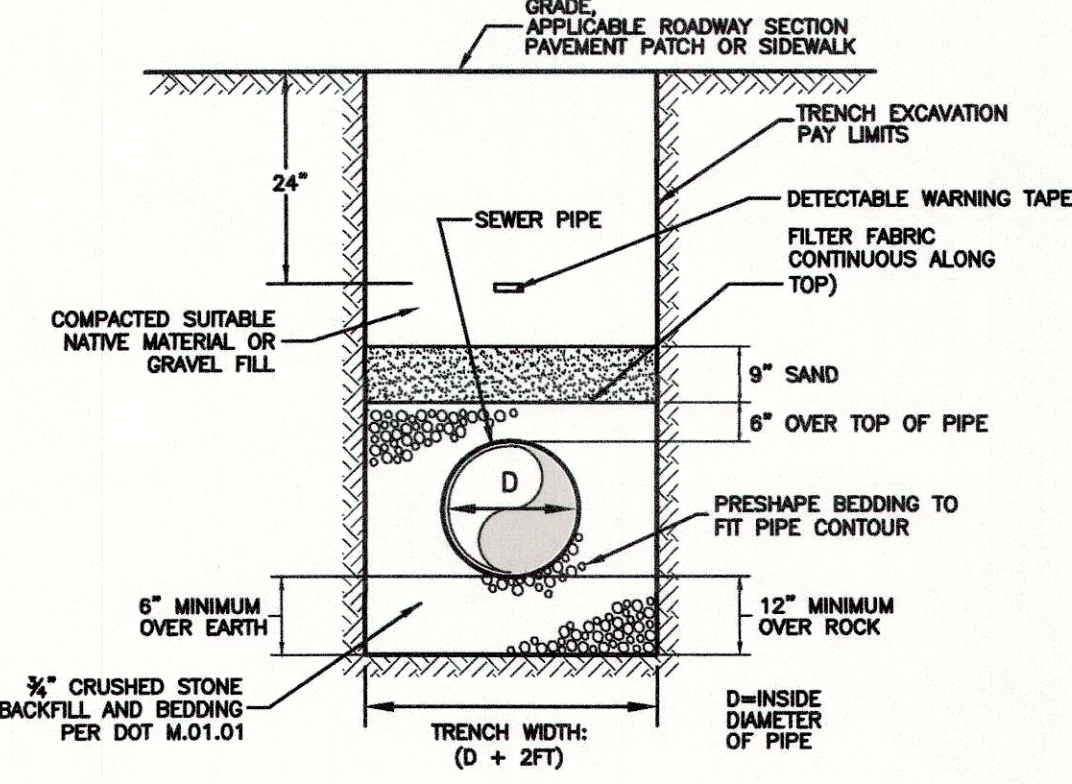 GRADE,
APPLICABLE ROADWAY SECTION
PAVEMENT PATCH OR SIDEWALK
TRENCH EXCAVATION
PAY LIMITS
24"
DETECTABLE WARNING TAPE
SEWER PIPE
FILTER FABRIC
CONTINUOUS ALONG
TOP)
COMPACTED SUITABLE
NATIVE MATERIAL OR
GRAVEL FILL
9" SAND
6" OVER TOP OF PIPE
D
PRESHAPE BEDDING TO
FIT PIPE CONTOUR
6" MINIMUM
OVER EARTH
12" MINIMUM
OVER ROCK
¾" CRUSHED STONE
BACKFILL AND BEDDING
PER DOT M.01.01
TRENCH WIDTH:
(D + 2FT)
D=INSIDE
DIAMETER
OF PIPE